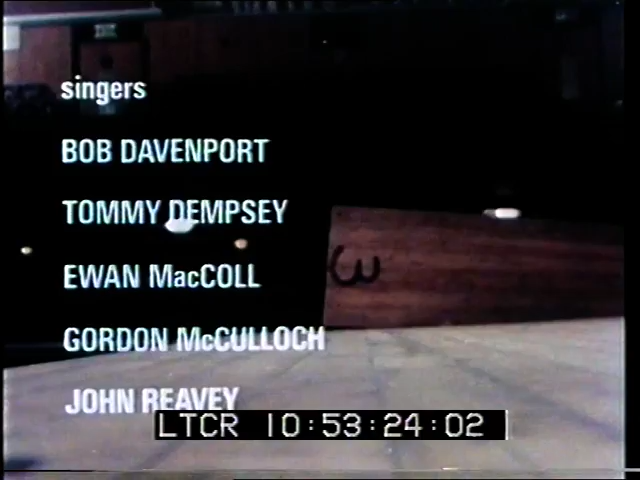 singers
BOB DAVENPORT
TOMMY DEMPSEY
EWAN MacCOLL
GORDON McCULLOCH
JOHN REAVEY
LTCR 10:53:24:02